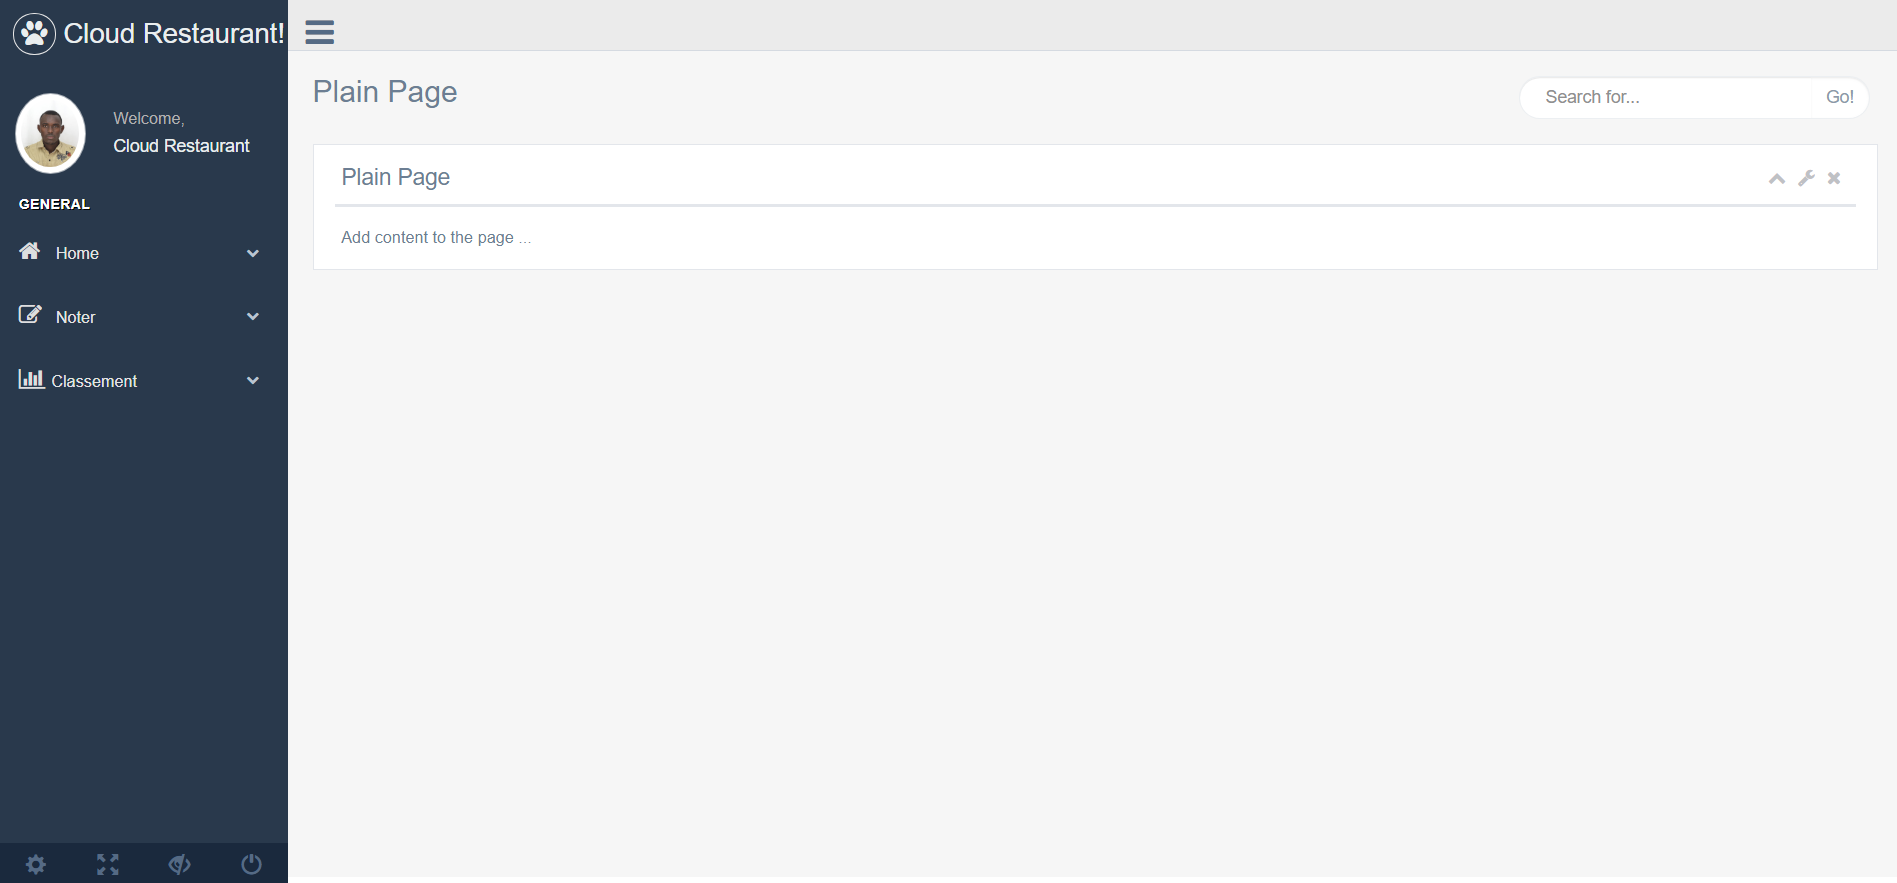 Cloud Restaurant!
Welcome,
Cloud Restaurant
GENERAL
Home
Noter
Classement
Plain Page
Search for...
Go!
Plain Page
Add content to the page ...